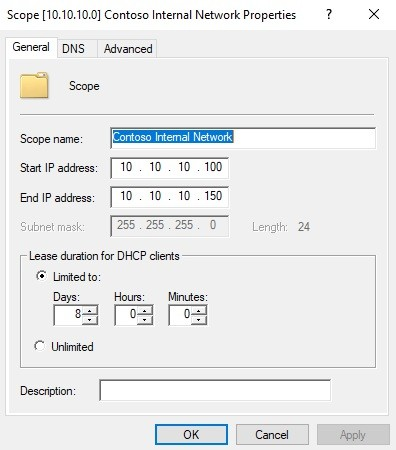 Scope [10.10.10.0] Contoso Internal Network Properties ? ×
General DNS Advanced
Scope
Scope name: Contoso Internal Network
Start IP address: 10 . 10 . 10 . 100
End IP address: 10 . 10 . 10 . 150
Subnet mask: 255 . 255 . 255 . 0 Length: 24
Lease duration for DHCP clients
Limited to:
Days: Hours: Minutes:
8 0 0
Unlimited
Description:
OK Cancel Apply